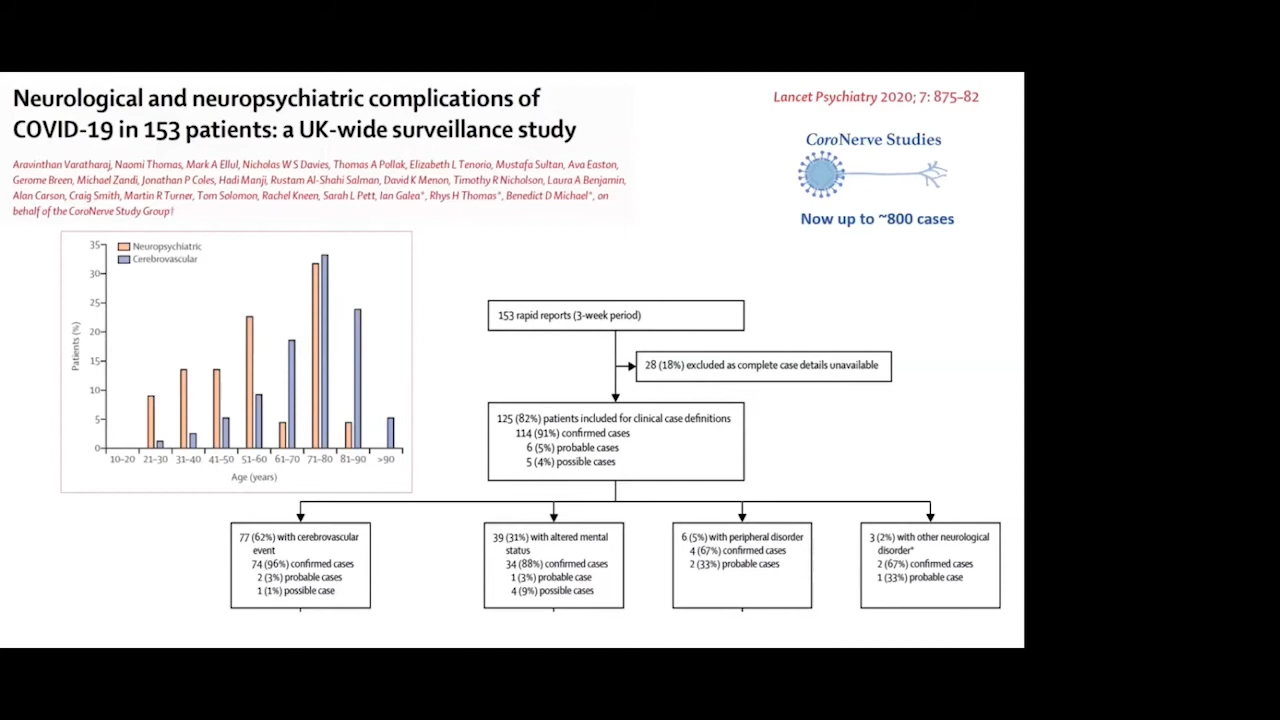 Neurological and neuropsychiatric complications of
COVID-19 in 153 patients: a UK-wide surveillance study
Aravinthan Varatharaj, Naomi Thomas, Mark A Ellul, Nicholas W S Davies, Thomas A Pollak, Elizabeth L Tenorio, Mustafa Sultan, Ava Easton,
Gerome Breen, Michael Zandi, Jonathan P Coles, Hadi Manji, Rustam Al-Shahi Salman, David K Menon, Timothy R Nicholson, Laura A Benjamin,
Alan Carson, Craig Smith, Martin R Turner, Tom Solomon, Rachel Kneen, Sarah L Pett, Ian Galea*, Rhys H Thomas*, Benedict D Michael*, on
behalf of the CoroNerve Study Group†
Lancet Psychiatry 2020; 7: 875–82
CoroNerve Studies
Now up to ~800 cases
Neuropsychiatric
Cerebrovascular
Patients (%)
35
30
25
20
15
10
5
0
10–20 21–30 31–40 41–50 51–60 61–70 71–80 81–90 >90
Age (years)
153 rapid reports (3-week period)
28 (18%) excluded as complete case details unavailable
125 (82%) patients included for clinical case definitions
114 (91%) confirmed cases
6 (5%) probable cases
5 (4%) possible cases
77 (62%) with cerebrovascular
event
74 (96%) confirmed cases
2 (3%) probable cases
1 (1%) possible case
39 (31%) with altered mental
status
34 (88%) confirmed cases
1 (3%) probable case
4 (9%) possible cases
6 (5%) with peripheral disorder
4 (67%) confirmed cases
2 (33%) probable cases
3 (2%) with other neurological
disorder*
2 (67%) confirmed cases
1 (33%) probable case